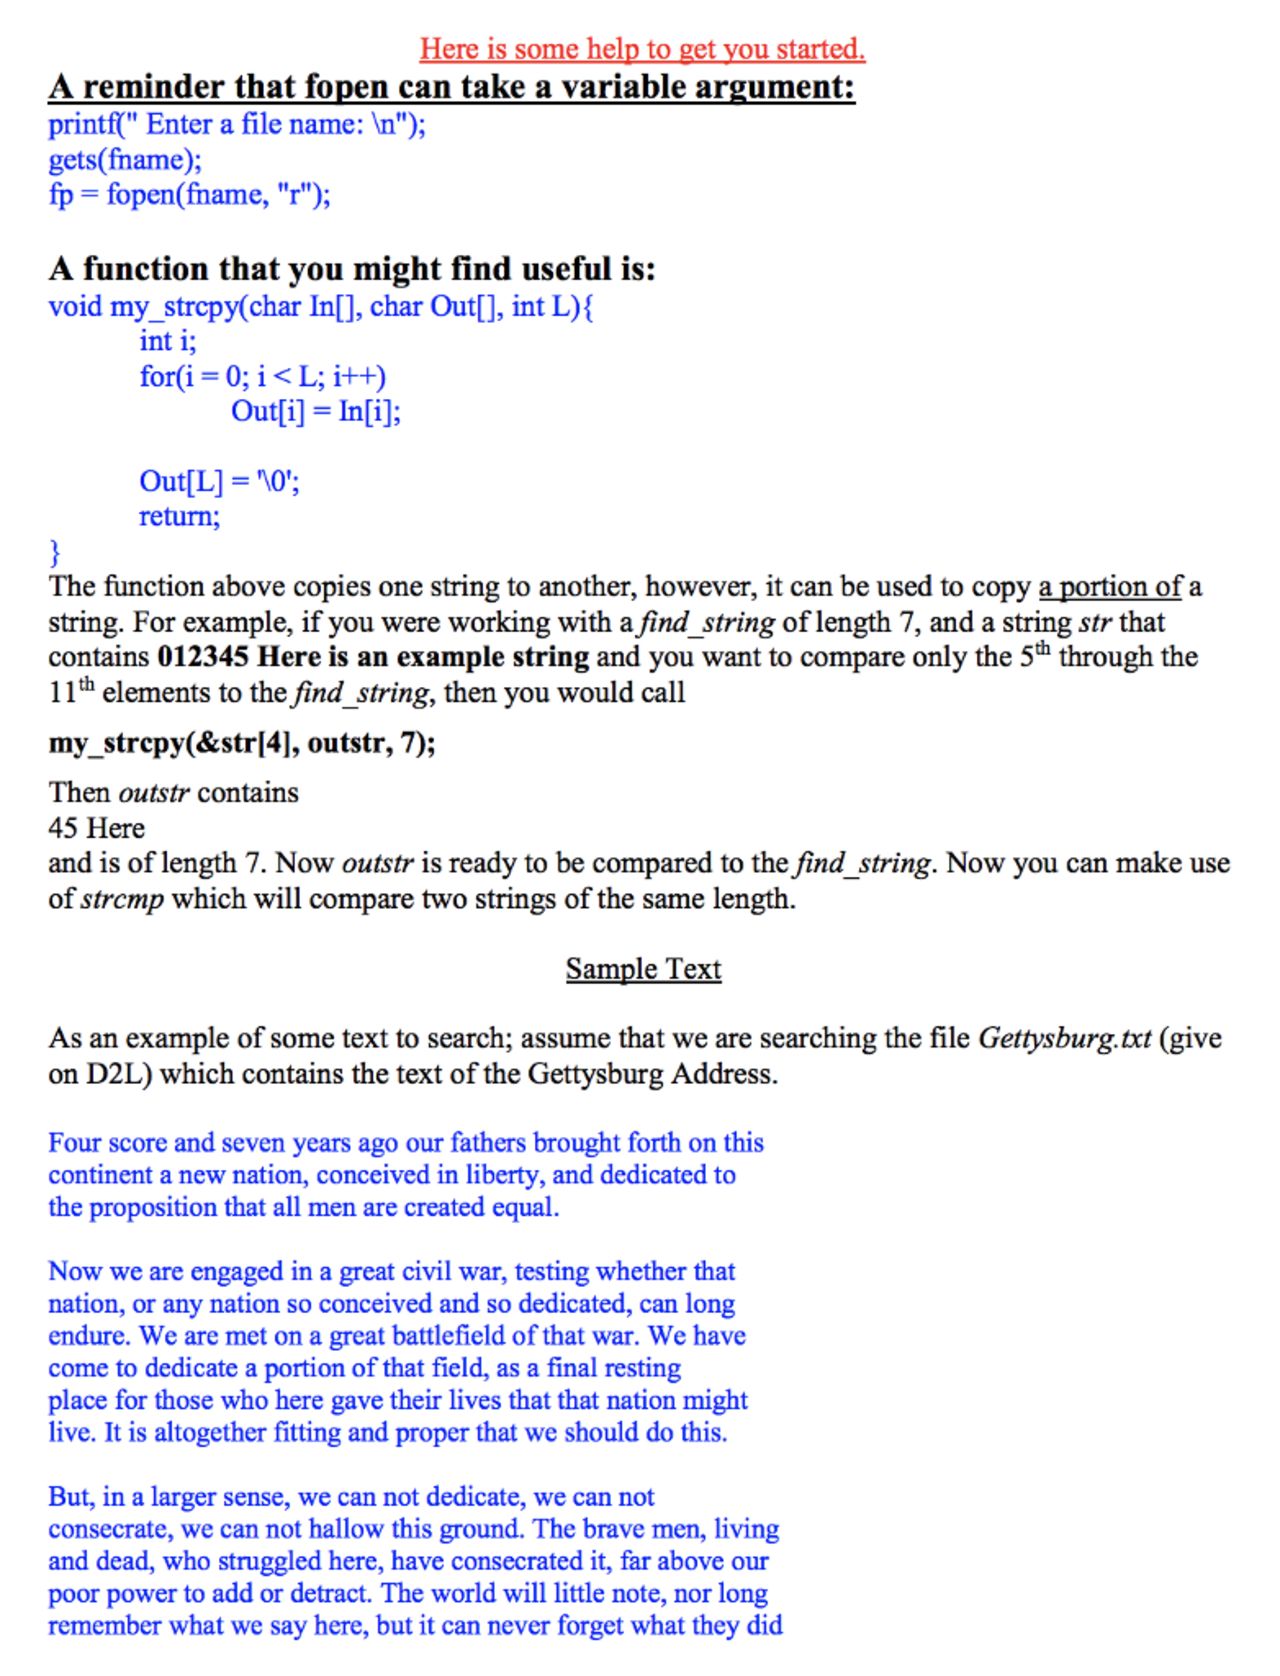 Here is some help to get you started.
A reminder that fopen can take a variable argument:
printf(" Enter a file name: \n");
gets(fname);
fp = fopen(fname, "r");
A function that you might find useful is:
void my_strcpy(char In[], char Out[], int L){
int i;
for(i = 0; i < L; i++)
Out[i] = In[i];
Out[L] = '\0';
return;
}
The function above copies one string to another, however, it can be used to copy a portion of a
string. For example, if you were working with a find_string of length 7, and a string str that
contains 012345 Here is an example string and you want to compare only the 5th through the
11th elements to the find_string, then you would call
my_strcpy(&str[4], outstr, 7);
Then outstr contains
45 Here
and is of length 7. Now outstr is ready to be compared to the find_string. Now you can make use
of strcmp which will compare two strings of the same length.
Sample Text
As an example of some text to search; assume that we are searching the file Gettysburg.txt (give
on D2L) which contains the text of the Gettysburg Address.
Four score and seven years ago our fathers brought forth on this
continent a new nation, conceived in liberty, and dedicated to
the proposition that all men are created equal.
Now we are engaged in a great civil war, testing whether that
nation, or any nation so conceived and so dedicated, can long
endure. We are met on a great battlefield of that war. We have
come to dedicate a portion of that field, as a final resting
place for those who here gave their lives that that nation might
live. It is altogether fitting and proper that we should do this.
But, in a larger sense, we can not dedicate, we can not
consecrate, we can not hallow this ground. The brave men, living
and dead, who struggled here, have consecrated it, far above our
poor power to add or detract. The world will little note, nor long
remember what we say here, but it can never forget what they did